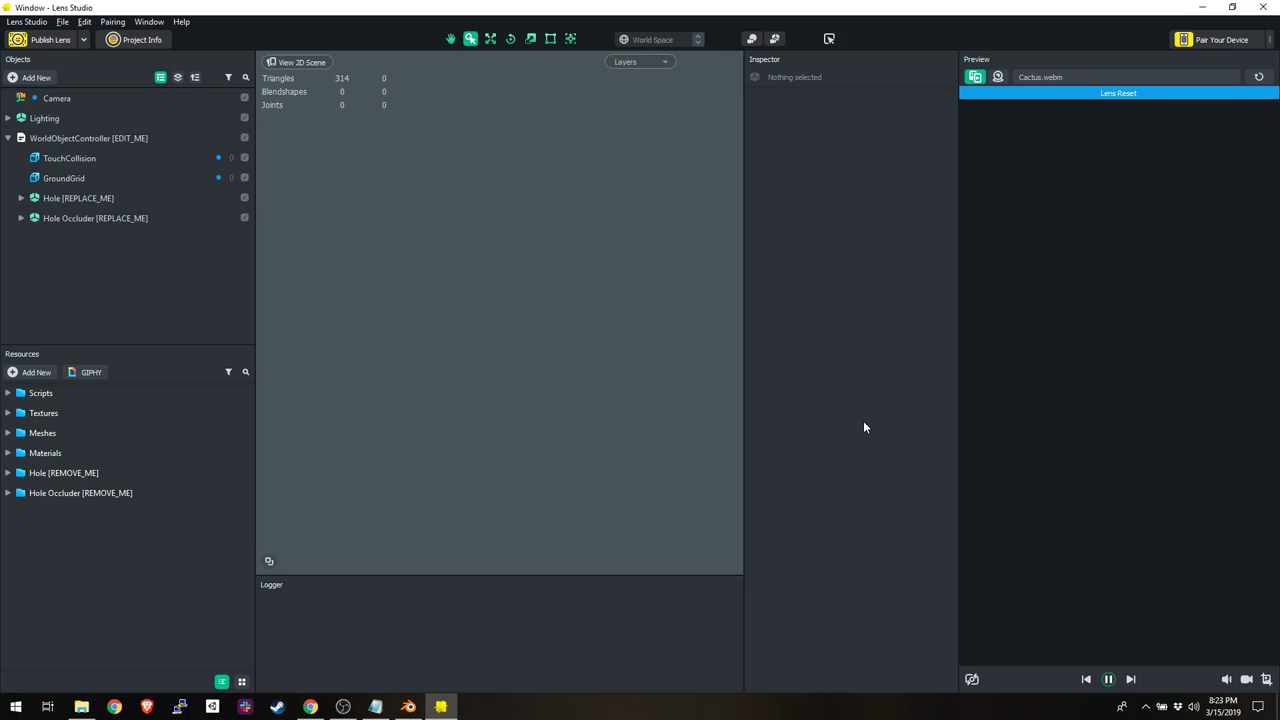 Window - Lens Studio
Lens Studio File Edit Pairing Window Help
Publish Lens Project Info World Space Pair Your Device
Objects
Add New
Camera
Lighting
WorldObjectController [EDIT_ME]
TouchCollision 0
GroundGrid 0
Hole [REPLACE_ME]
Hole Occluder [REPLACE_ME]
Resources
Add New GIPHY
Scripts
Textures
Meshes
Materials
Hole [REMOVE_ME]
Hole Occluder [REMOVE_ME]
View 2D Scene Layers
Triangles 314 0
Blendshapes 0 0
Joints 0 0
Logger
Inspector
Nothing selected
Preview
Cactus.webm
Lens Reset
8:23 PM
3/15/2019